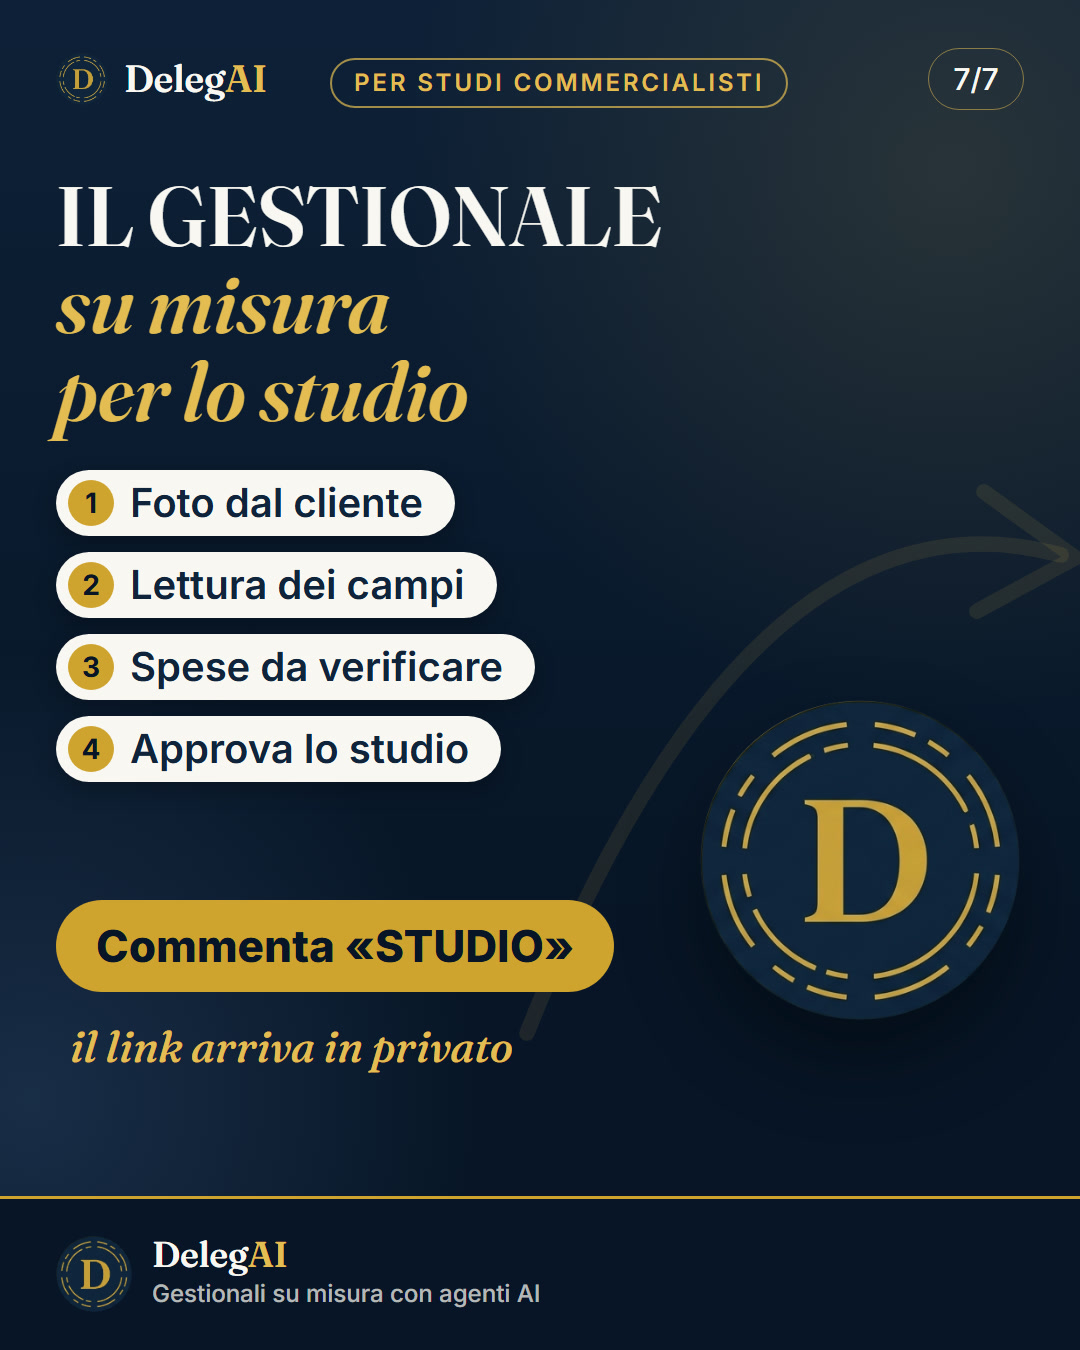 D DelegAI
PER STUDI COMMERCIALISTI
7/7
IL GESTIONALE
su misura
per lo studio
1 Foto dal cliente
2 Lettura dei campi
3 Spese da verificare
4 Approva lo studio
D
Commenta «STUDIO»
il link arriva in privato
D DelegAI
Gestionali su misura con agenti AI